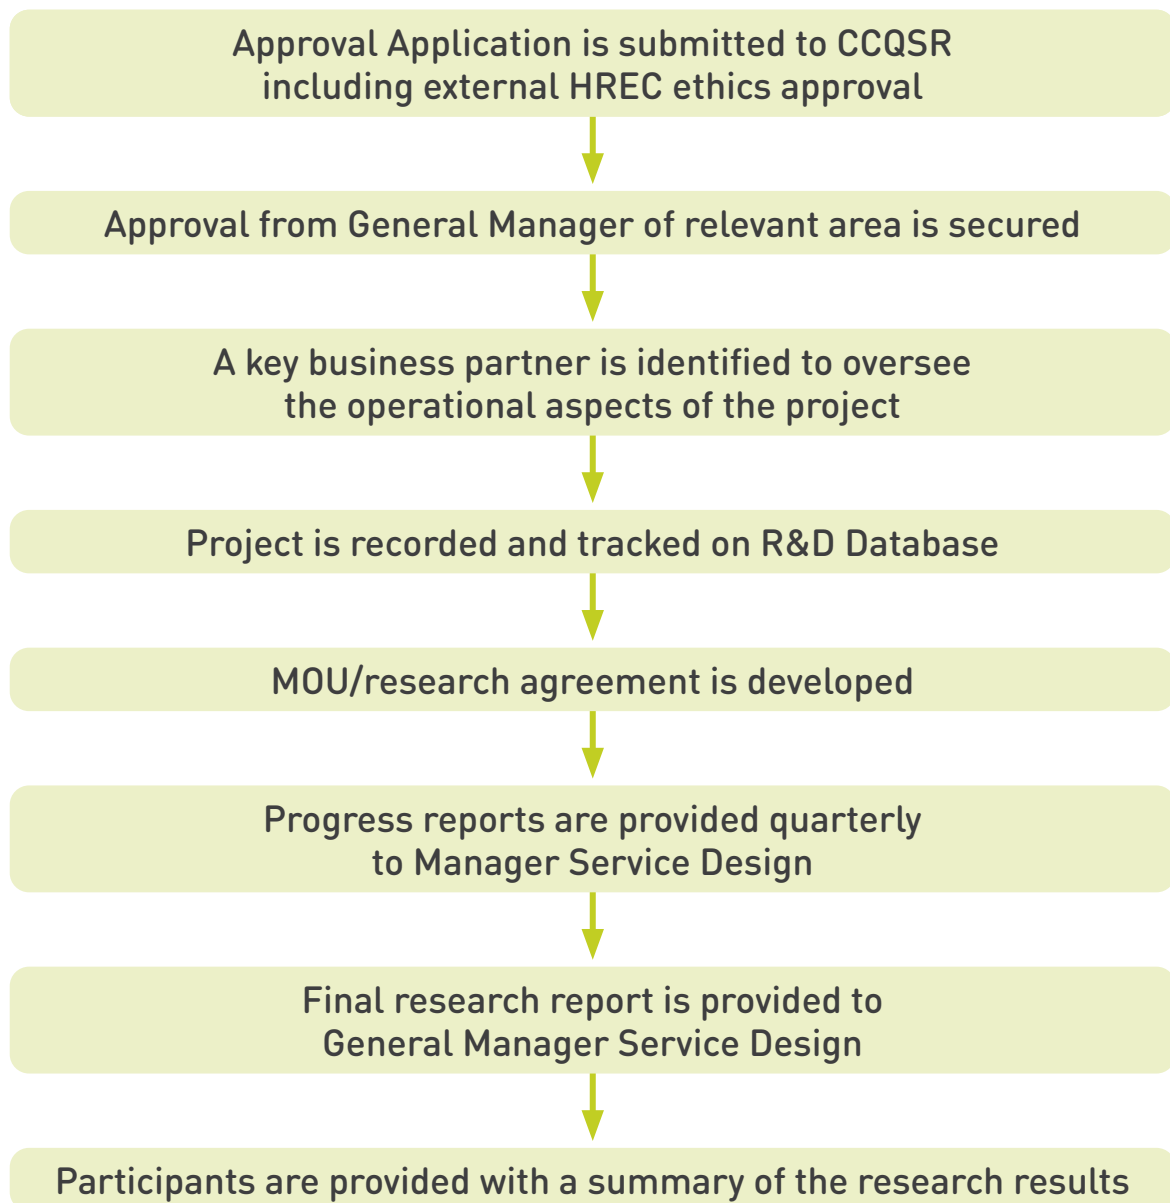 Approval Application is submitted to CCQSR
including external HREC ethics approval
Approval from General Manager of relevant area is secured
A key business partner is identified to oversee
the operational aspects of the project
Project is recorded and tracked on R&D Database
MOU/research agreement is developed
Progress reports are provided quarterly
to Manager Service Design
Final research report is provided to
General Manager Service Design
Participants are provided with a summary of the research results